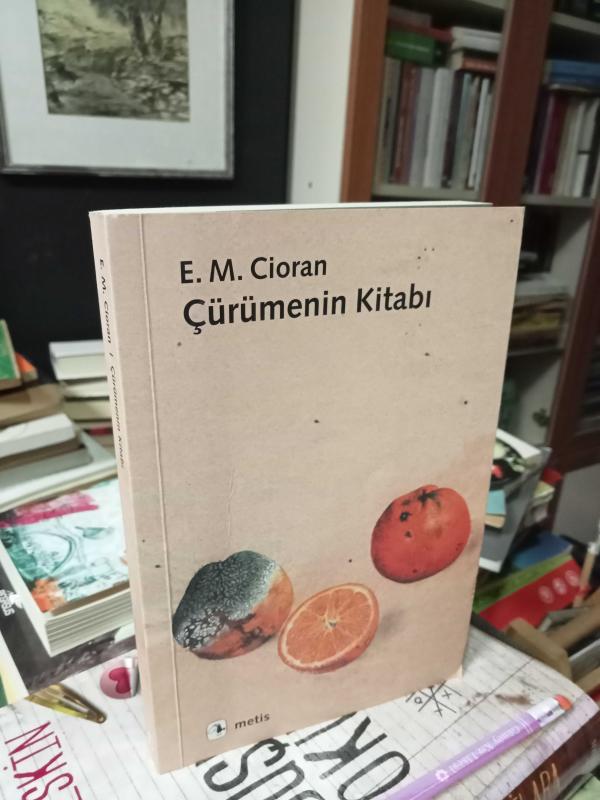 E. M. Cioran
Çürümenin Kitabı
E. M. Cioran | Çürümenin Kitabı
metis